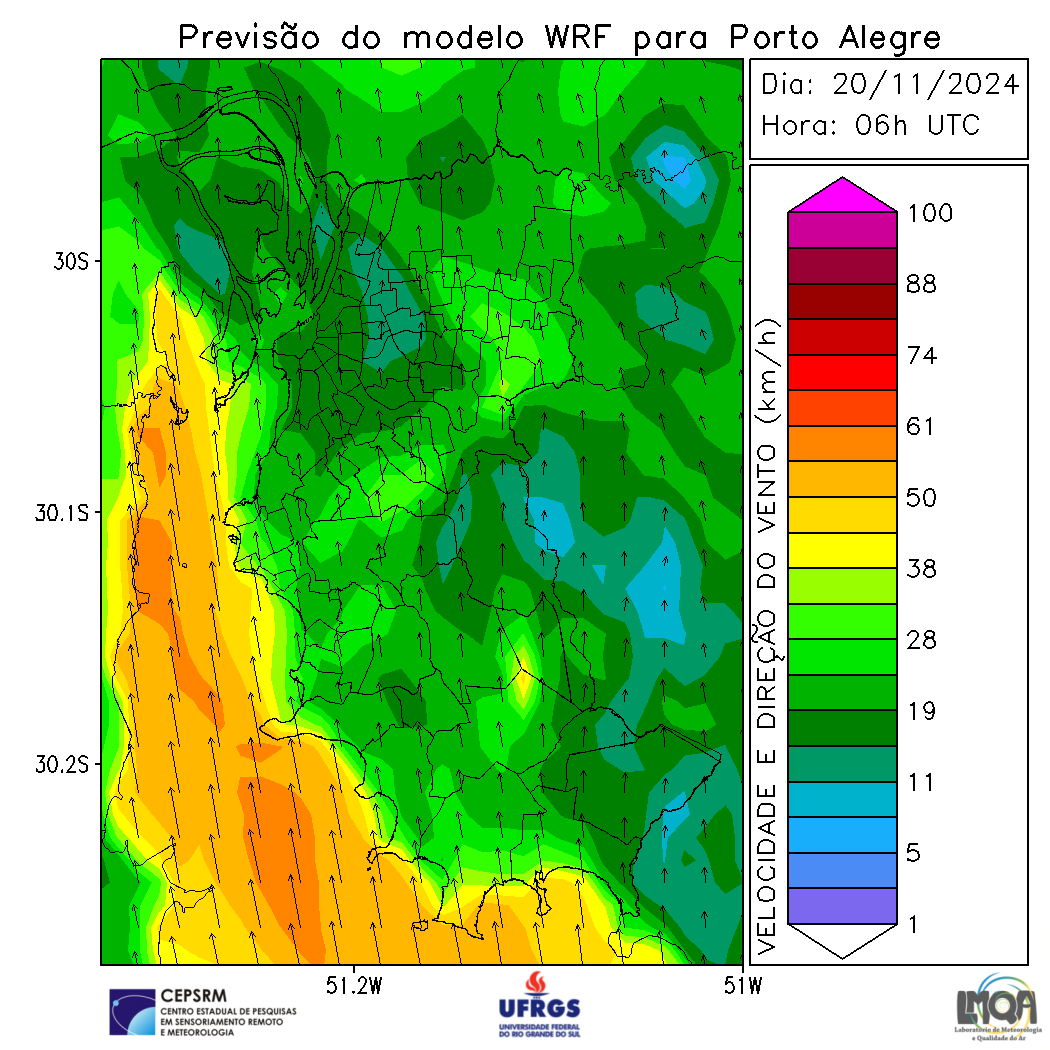 Previsão do modelo WRF para Porto Alegre
Dia: 20/11/2024
Hora: 06h UTC
30S
30.1S
30.2S
51.2W
51W
VELOCIDADE E DIREÇÃO DO VENTO (km/h)
100
88
74
61
50
38
28
19
11
5
1
CEPSRM
CENTRO ESTADUAL DE PESQUISAS
EM SENSORIAMENTO REMOTO
E METEOROLOGIA
UFRGS
UNIVERSIDADE FEDERAL
DO RIO GRANDE DO SUL
LMQA
Laboratório de Meteorologia
e Qualidade do Ar